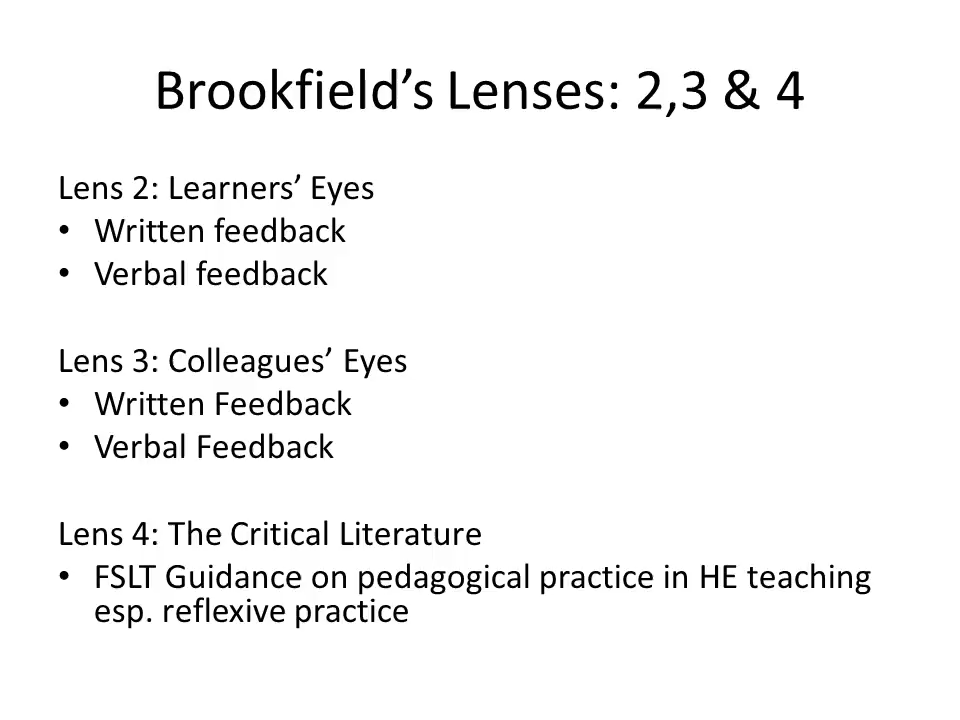 Brookfield’s Lenses: 2,3 & 4
Lens 2: Learners’ Eyes
• Written feedback
• Verbal feedback
Lens 3: Colleagues’ Eyes
• Written Feedback
• Verbal Feedback
Lens 4: The Critical Literature
• FSLT Guidance on pedagogical practice in HE teaching
esp. reflexive practice